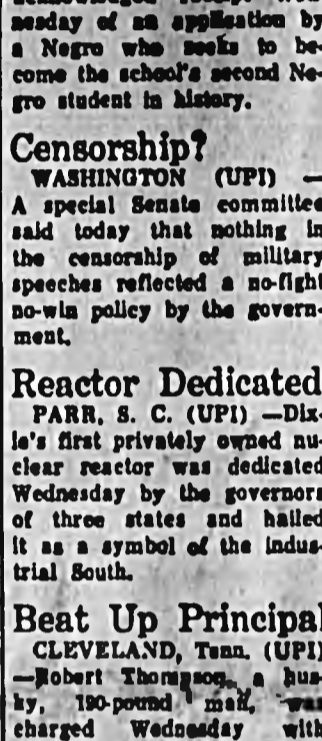 acknowledged receipt Wed-
nesday of an application by
a Negro who seeks to be-
come the school's second Ne-
gro student in history.
Censorship?
WASHINGTON (UPI) —
A special Senate committee
said today that nothing in
the censorship of military
speeches reflected a no-fight
no-win policy by the govern-
ment.
Reactor Dedicated
PARR, S. C. (UPI) —Dix-
ie's first privately owned nu-
clear reactor was dedicated
Wednesday by the governors
of three states and hailed
it as a symbol of the indus-
trial South.
Beat Up Principal
CLEVELAND, Tenn. (UPI)
—Robert Thompson, a hus-
ky, 190-pound man, was
charged Wednesday with